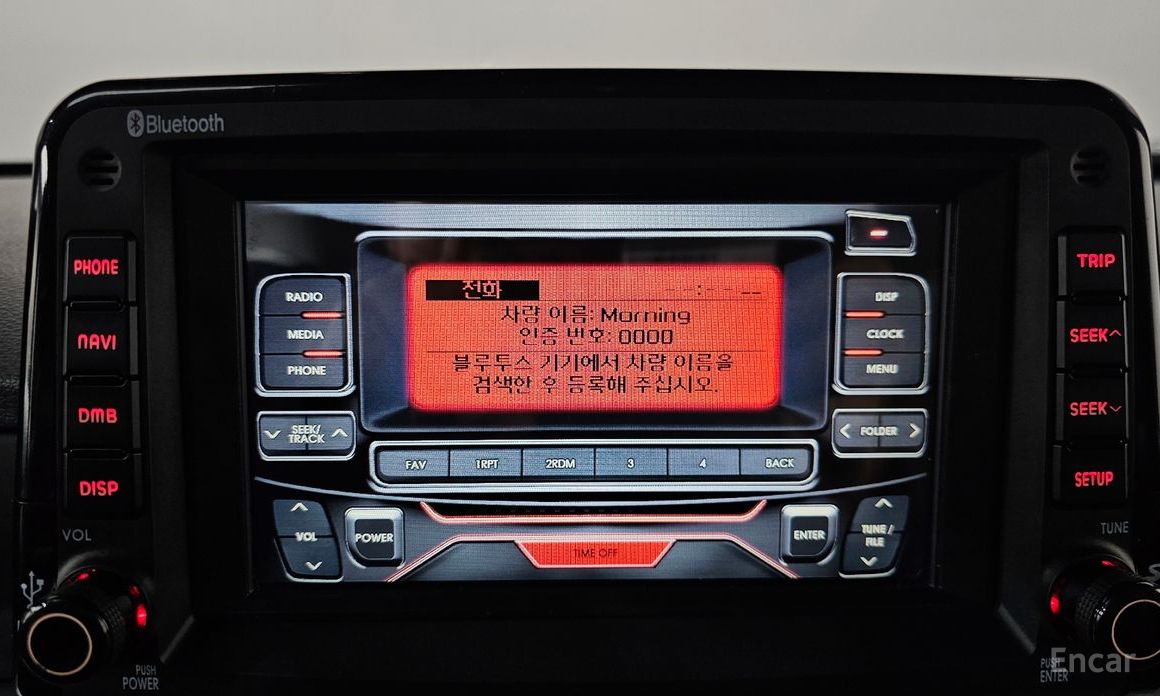 Bluetooth
PHONE
NAVI
DMB
DISP
VOL
PUSH
POWER
RADIO
MEDIA
PHONE
SEEK/
TRACK
전화
--:-- --
차량 이름: Morning
인증 번호: 0000
블루투스 기기에서 차량 이름을
검색한 후 등록해 주십시오.
DISP
CLOCK
MENU
FOLDER
FAV
1RPT
2RDM
3
4
BACK
VOL
POWER
TIME OFF
ENTER
TUNE /
FILE
TRIP
SEEK
SEEK
SETUP
TUNE
PUSH
ENTER
Encar